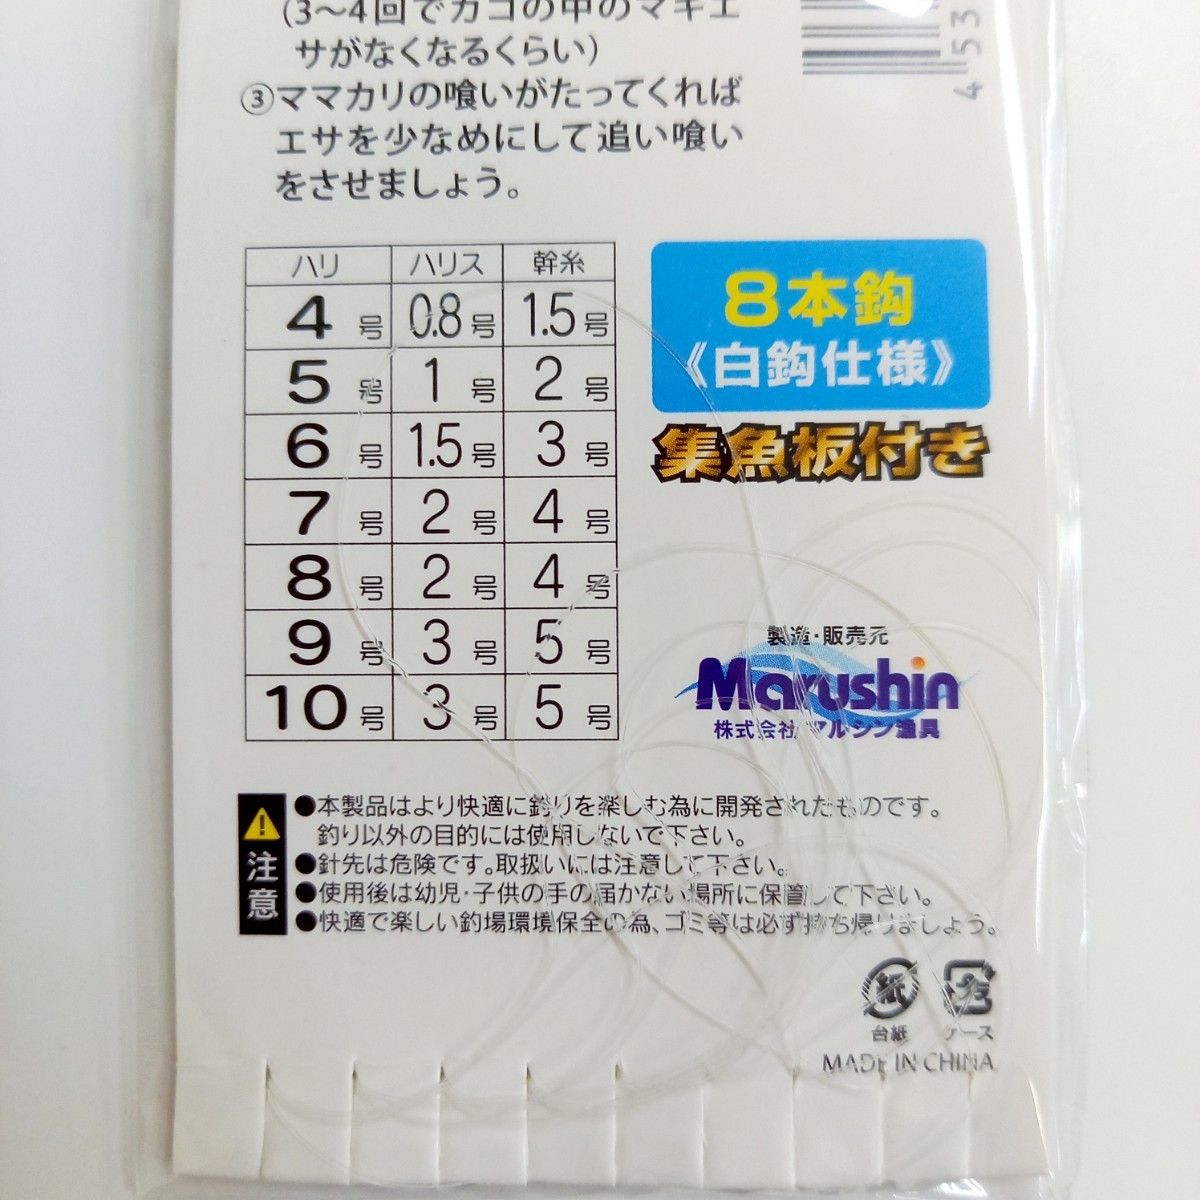 (3〜4回でカゴの中のマキエ
サがなくなるくらい)
③ママカリの喰いがたってくれば
エサを少なめにして追い喰い
をさせましょう。
4 53
ハリ ハリス 幹糸
4号 0.8号 1.5号
5号 1号 2号
6号 1.5号 3号
7号 2号 4号
8号 2号 4号
9号 3号 5号
10号 3号 5号
8本鈎
《白鈎仕様》
集魚板付き
製造・販売元
Marushin
株式会社マルシン漁具
注意
●本製品はより快適に釣りを楽しむ為に開発されたものです。
釣り以外の目的には使用しないで下さい。
●針先は危険です。取扱いには注意して下さい。
●使用後は幼児・子供の手の届かない場所に保管して下さい。
●快適で楽しい釣場環境保全の為、ゴミ等は必ず持ち帰りましょう。
紙 プラ
台紙 ケース
MADE IN CHINA